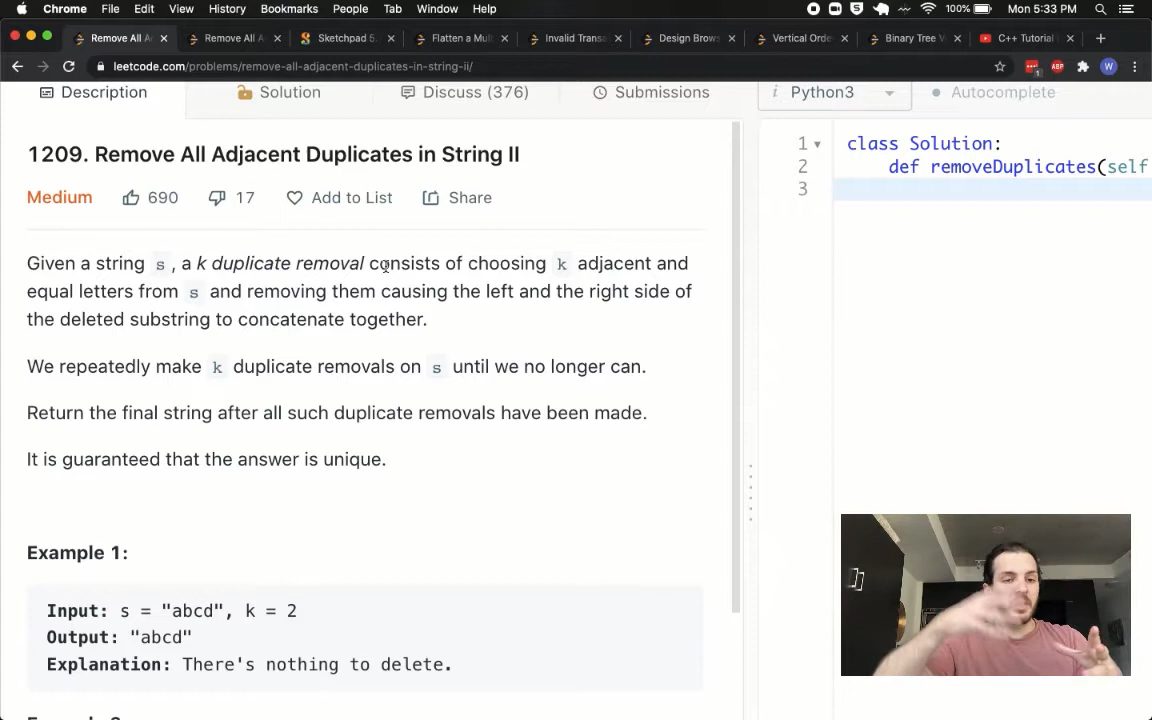 Chrome File Edit View History Bookmarks People Tab Window Help 100% Mon 5:33 PM
Remove All A Remove All A Sketchpad 5. Flatten a Mul Invalid Transa Design Brow Vertical Orde Binary Tree V C++ Tutorial
leetcode.com/problems/remove-all-adjacent-duplicates-in-string-ii/ 1 ABP W
Description Solution Discuss (376) Submissions i Python3 Autocomplete
1209. Remove All Adjacent Duplicates in String II
Medium 690 17 Add to List Share
Given a string s , a k duplicate removal consists of choosing k adjacent and
equal letters from s and removing them causing the left and the right side of
the deleted substring to concatenate together.
We repeatedly make k duplicate removals on s until we no longer can.
Return the final string after all such duplicate removals have been made.
It is guaranteed that the answer is unique.
Example 1:
Input: s = "abcd", k = 2
Output: "abcd"
Explanation: There's nothing to delete.
1 class Solution:
2 def removeDuplicates(self
3